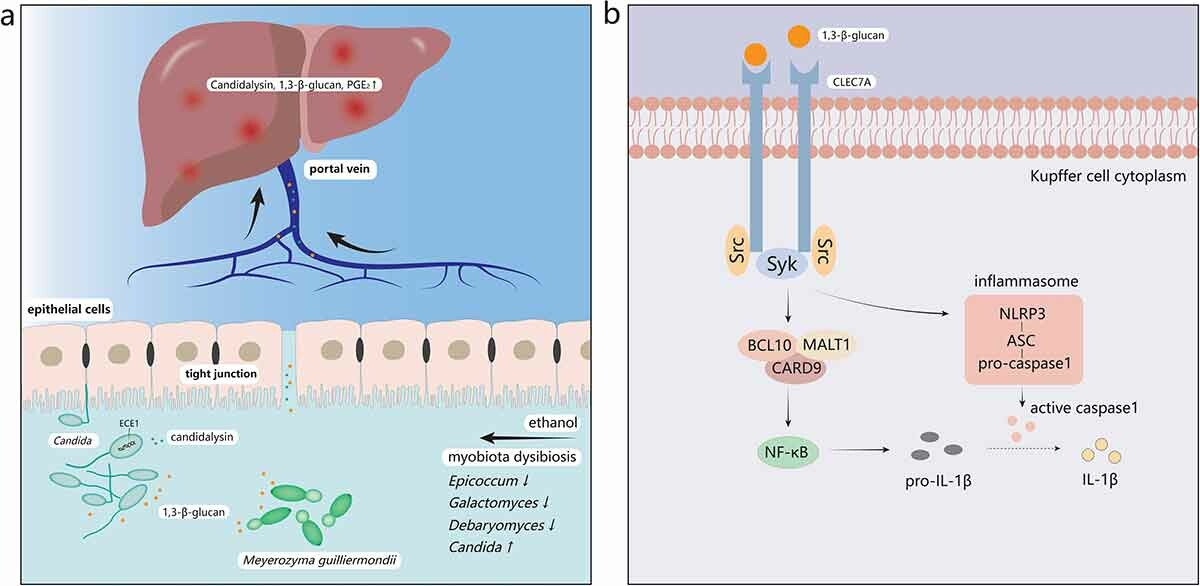 a
Candidalysin, 1,3-β-glucan, PGE₂↑
portal vein
epithelial cells
tight junction
Candida
ECE1
candidalysin
1,3-β-glucan
Meyerozyma guilliermondii
ethanol
myobiota dysibiosis
Epicoccum ↓
Galactomyces ↓
Debaryomyces ↓
Candida ↑
b
1,3-β-glucan
CLEC7A
Kupffer cell cytoplasm
Src
Syk
Src
BCL10
MALT1
CARD9
NF-κB
inflammasome
NLRP3
ASC
pro-caspase1
active caspase1
pro-IL-1β
IL-1β